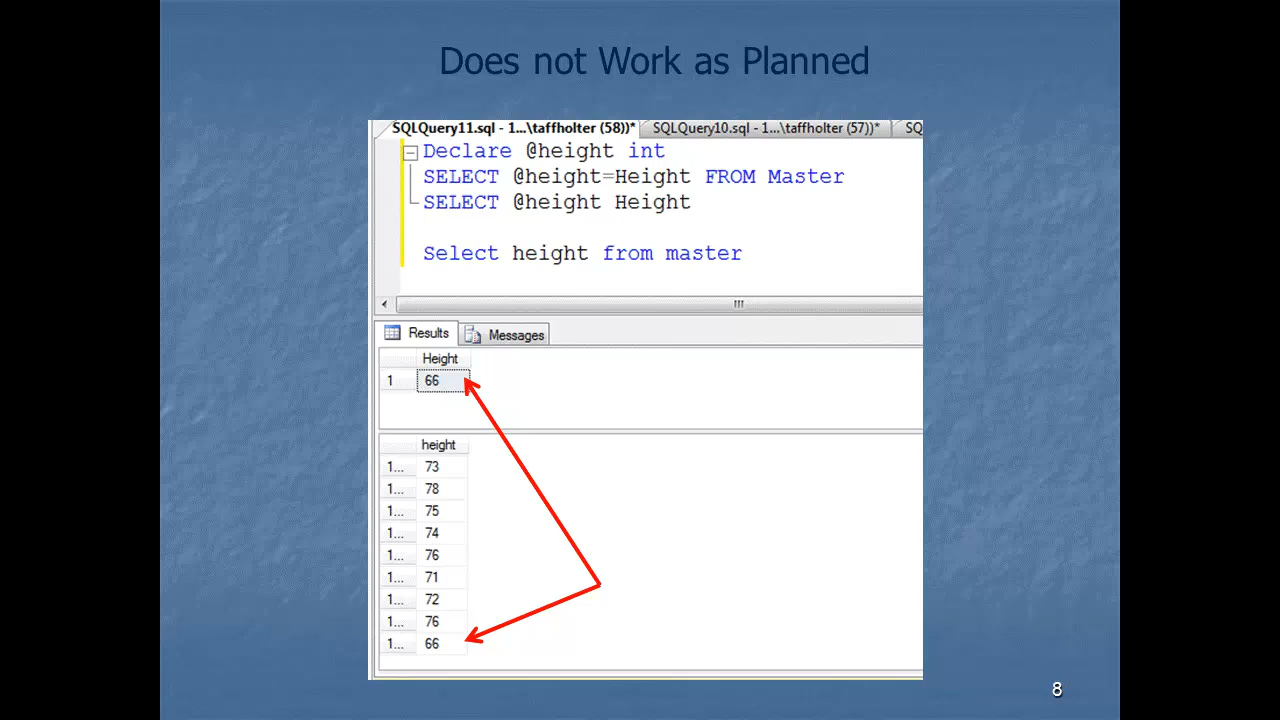 Does not Work as Planned
SQLQuery11.sql - 1...\taffholter (58))* SQLQuery10.sql - 1...\taffholter (57))* SQ
Declare @height int
SELECT @height=Height FROM Master
SELECT @height Height
Select height from master
Results Messages
Height
1 66
height
1... 73
1... 78
1... 75
1... 74
1... 76
1... 71
1... 72
1... 76
1... 66
8